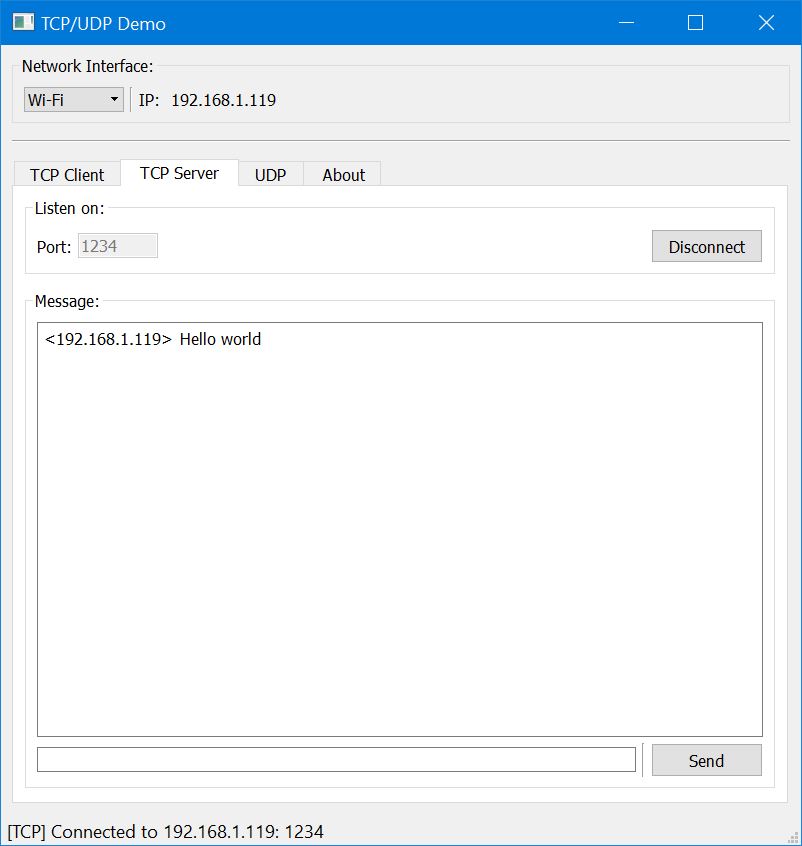 TCP/UDP Demo
Network Interface:
Wi-Fi IP: 192.168.1.119
TCP Client TCP Server UDP About
Listen on:
Port: 1234 Disconnect
Message:
<192.168.1.119> Hello world
Send
[TCP] Connected to 192.168.1.119: 1234